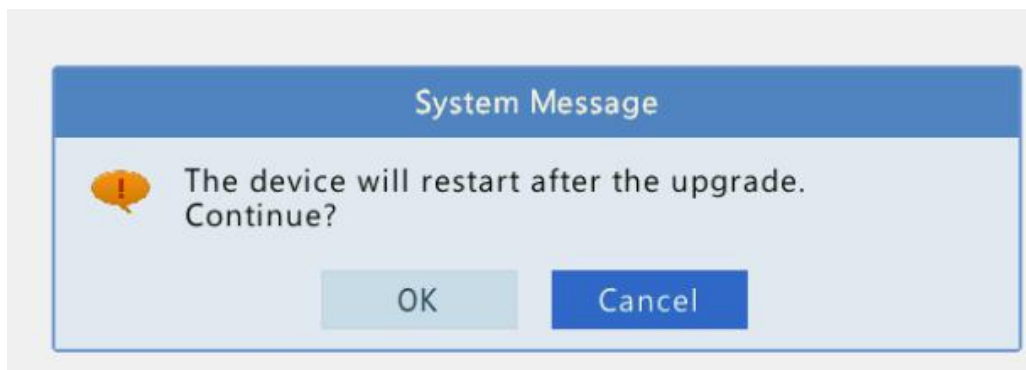 System Message
The device will restart after the upgrade.
Continue?
OK Cancel